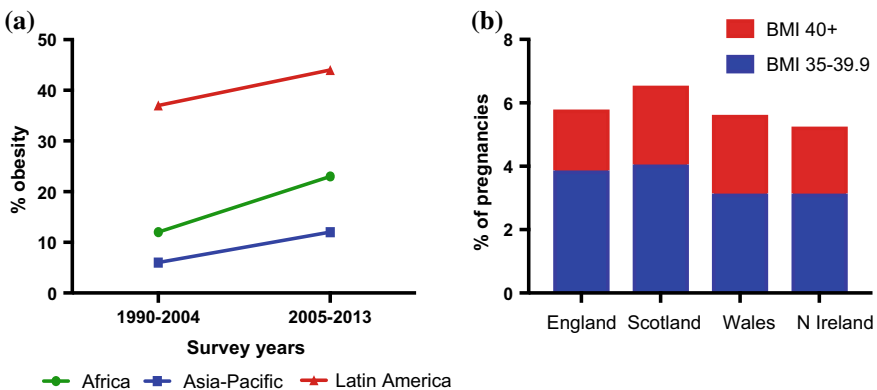 (a)
50
40
30
20
10
0
% obesity
1990-2004 2005-2013
Survey years
Africa Asia-Pacific Latin America
(b)
BMI 40+
BMI 35-39.9
8
6
4
2
0
% of pregnancies
England Scotland Wales N Ireland